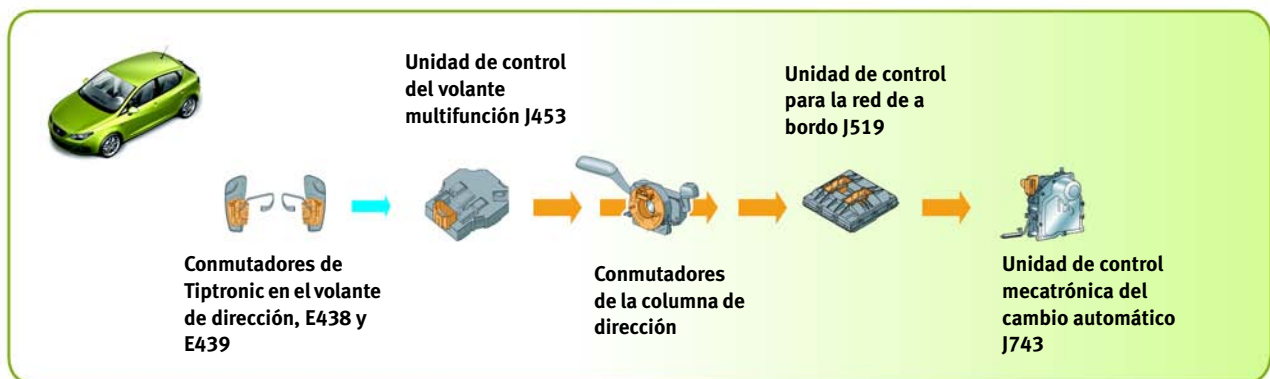 Unidad de control
del volante
multifunción J453
Unidad de control
para la red de a
bordo J519
Conmutadores de
Tiptronic en el volante
de dirección, E438 y
E439
Conmutadores
de la columna de
dirección
Unidad de control
mecatrónica del
cambio automático
J743